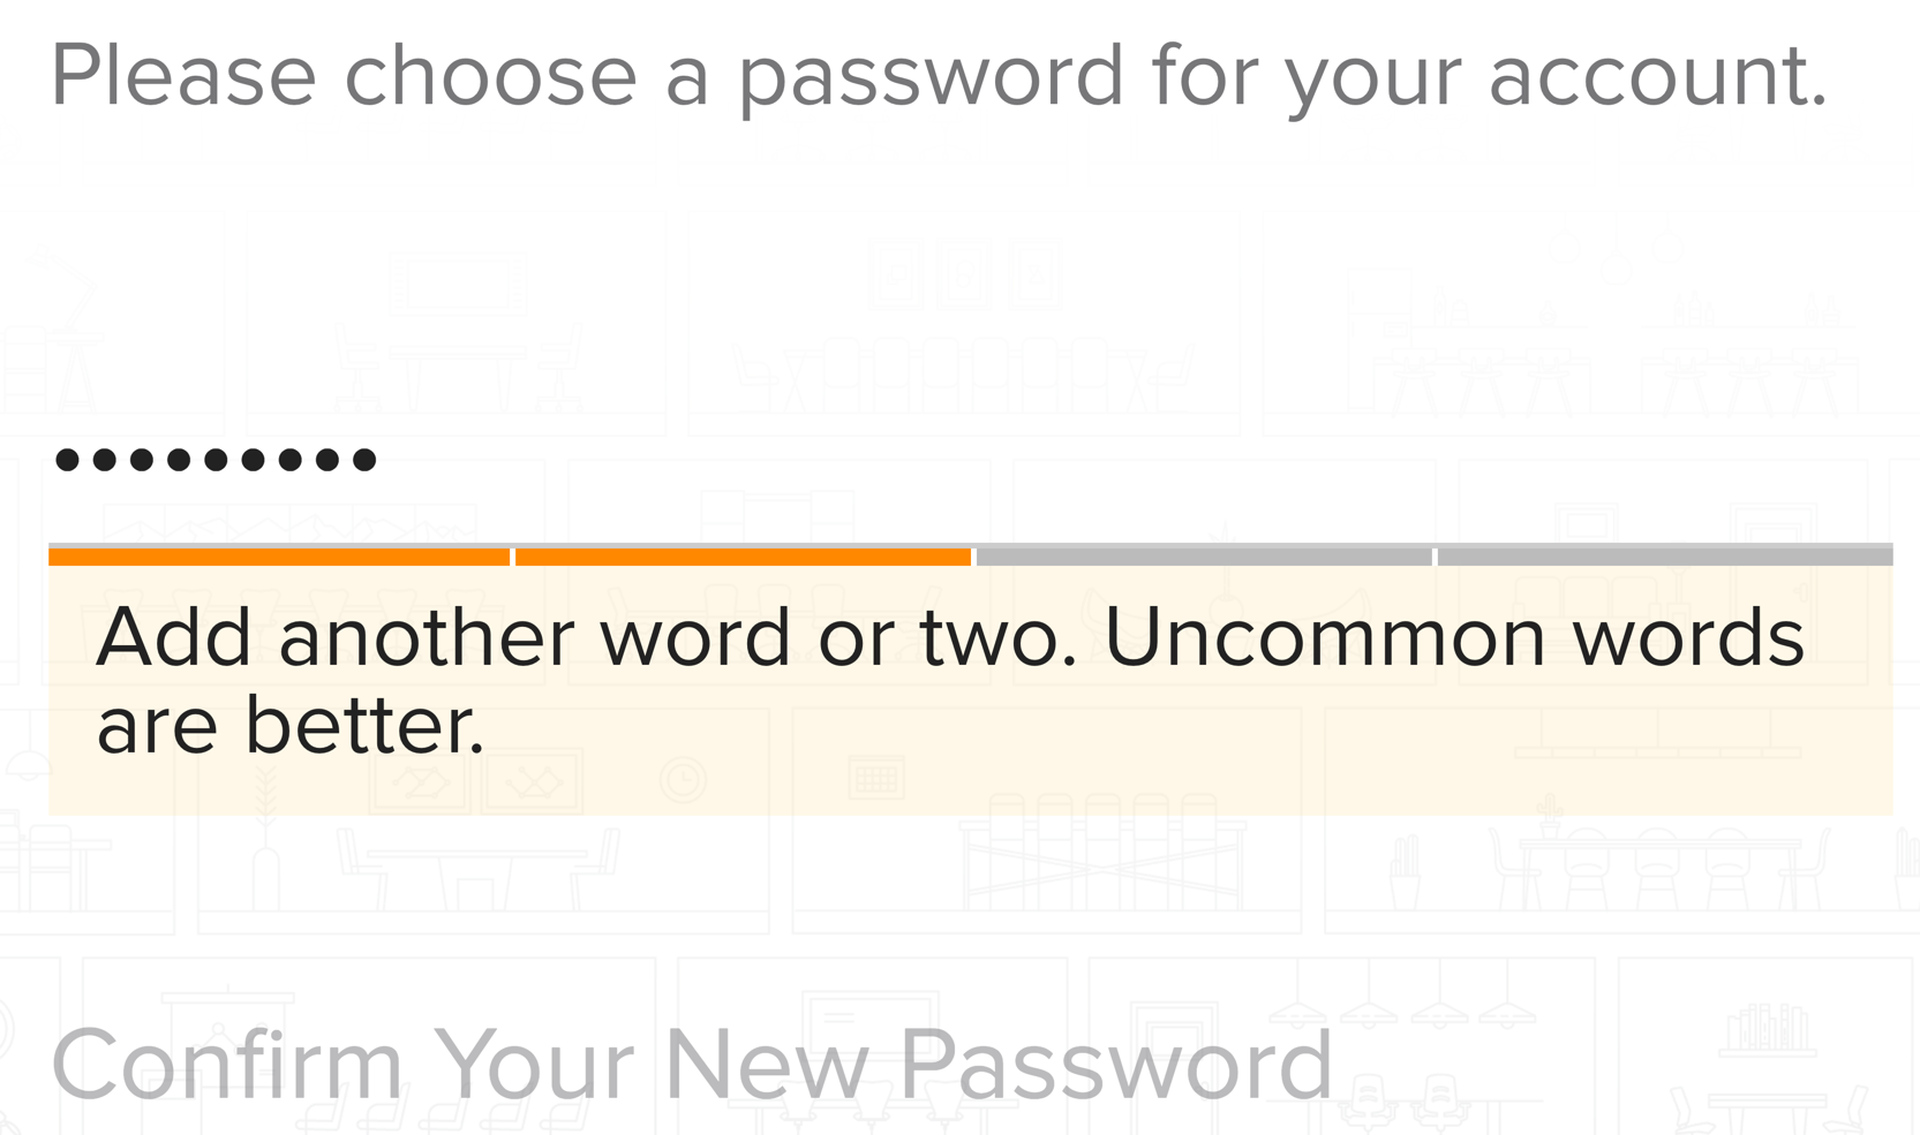 Please choose a password for your account.
•••••••••
Add another word or two. Uncommon words
are better.
Confirm Your New Password